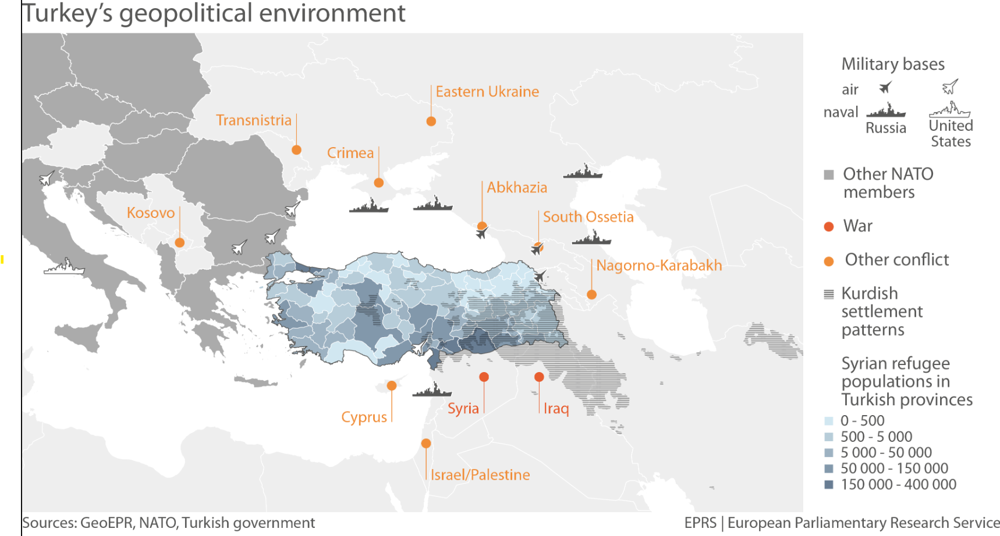 Turkey's geopolitical environment
Eastern Ukraine
Transnistria
Crimea
Abkhazia
Kosovo
South Ossetia
Nagorno-Karabakh
Syria
Iraq
Cyprus
Israel/Palestine
Military bases
air
naval
Russia
United
States
Other NATO
members
War
Other conflict
Kurdish
settlement
patterns
Syrian refugee
populations in
Turkish provinces
0 - 500
500 - 5 000
5 000 - 50 000
50 000 - 150 000
150 000 - 400 000
Sources: GeoEPR, NATO, Turkish government
EPRS | European Parliamentary Research Service